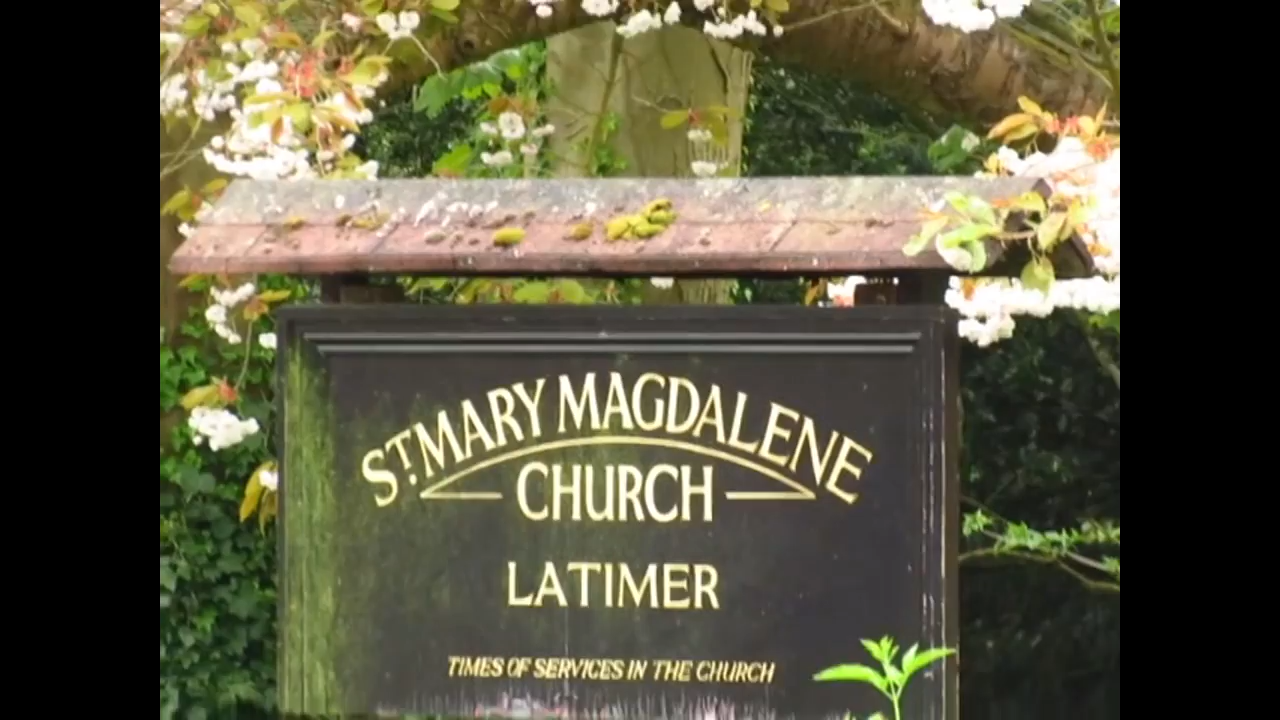 ST. MARY MAGDALENE
CHURCH
LATIMER
TIMES OF SERVICES IN THE CHURCH